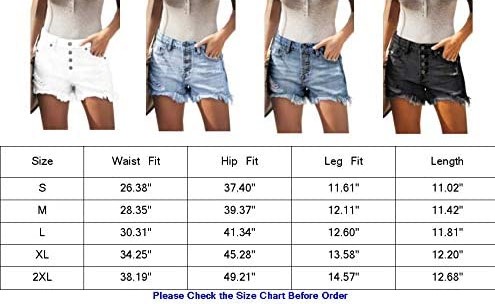 Size Waist Fit Hip Fit Leg Fit Length
S 26.38" 37.40" 11.61" 11.02"
M 28.35" 39.37" 12.11" 11.42"
L 30.31" 41.34" 12.60" 11.81"
XL 34.25" 45.28" 13.58" 12.20"
2XL 38.19" 49.21" 14.57" 12.68"
Please Check the Size Chart Before Order